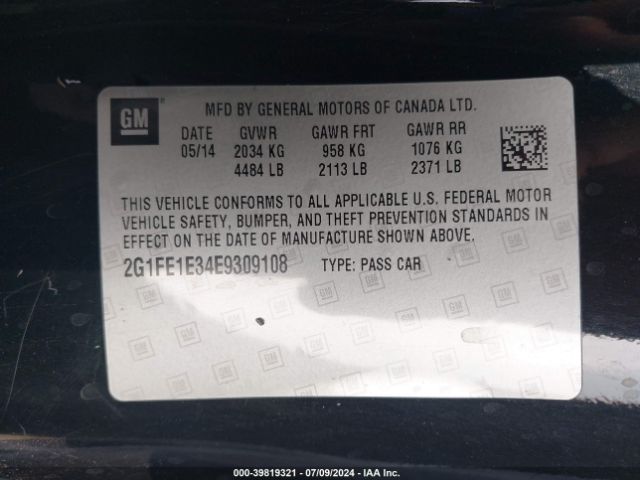 GM ®
MFD BY GENERAL MOTORS OF CANADA LTD.
DATE GVWR GAWR FRT GAWR RR
05/14 2034 KG 958 KG 1076 KG
4484 LB 2113 LB 2371 LB
THIS VEHICLE CONFORMS TO ALL APPLICABLE U.S. FEDERAL MOTOR
VEHICLE SAFETY, BUMPER, AND THEFT PREVENTION STANDARDS IN
EFFECT ON THE DATE OF MANUFACTURE SHOWN ABOVE.
2G1FE1E34E9309108 TYPE: PASS CAR
000-39819321 / 07/09/2024 - IAA Inc.